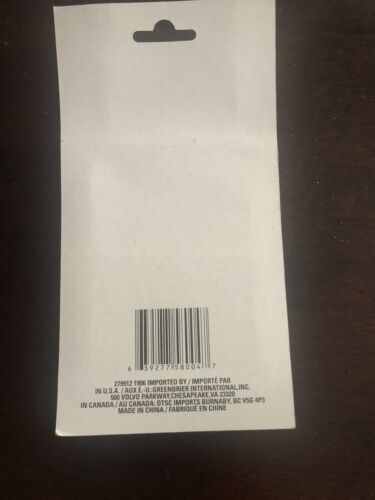 6 39277 58004 7
279912 1906 IMPORTED BY / IMPORTÉ PAR
IN U.S.A. / AUX É.-U.:GREENBRIER INTERNATIONAL,INC.
500 VOLVO PARKWAY,CHESAPEAKE,VA 23320
IN CANADA / AU CANADA: DTSC IMPORTS BURNABY, BC V5G 4P3
MADE IN CHINA / FABRIQUÉ EN CHINE